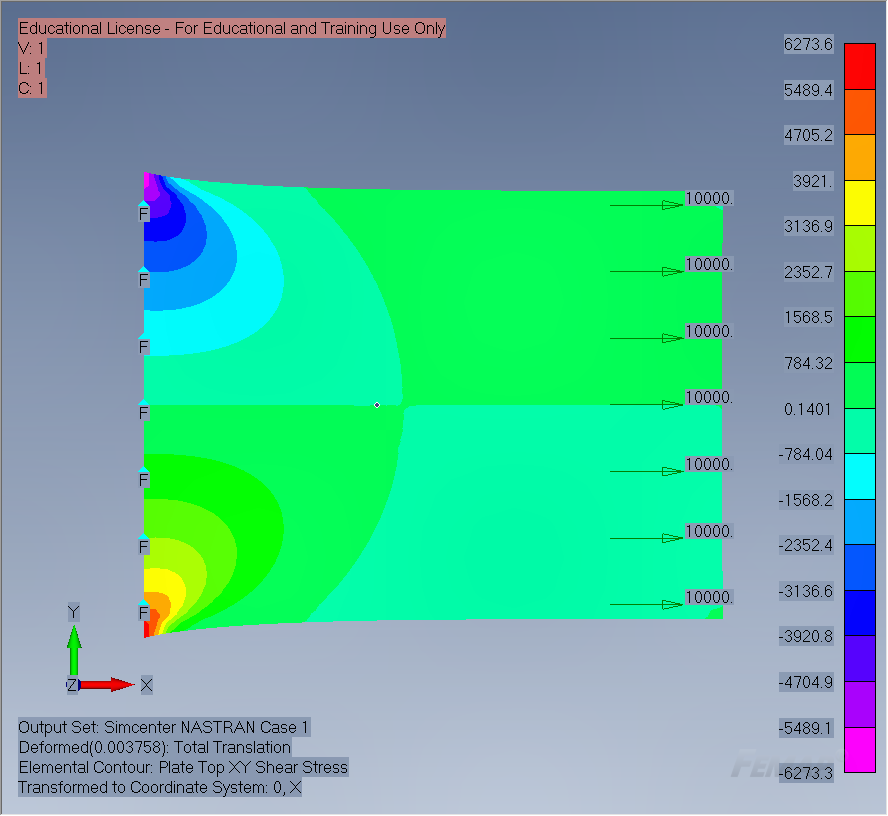 Educational License - For Educational and Training Use Only
V: 1
L: 1
C: 1
6273.6
5489.4
4705.2
3921.
3136.9
2352.7
1568.5
784.32
0.1401
-784.04
-1568.2
-2352.4
-3136.6
-3920.8
-4704.9
-5489.1
-6273.3
10000.
10000.
10000.
10000.
10000.
10000.
10000.
F
F
F
F
F
F
F
Y
Z
X
Output Set: Simcenter NASTRAN Case 1
Deformed(0.003758): Total Translation
Elemental Contour: Plate Top XY Shear Stress
Transformed to Coordinate System: 0, X